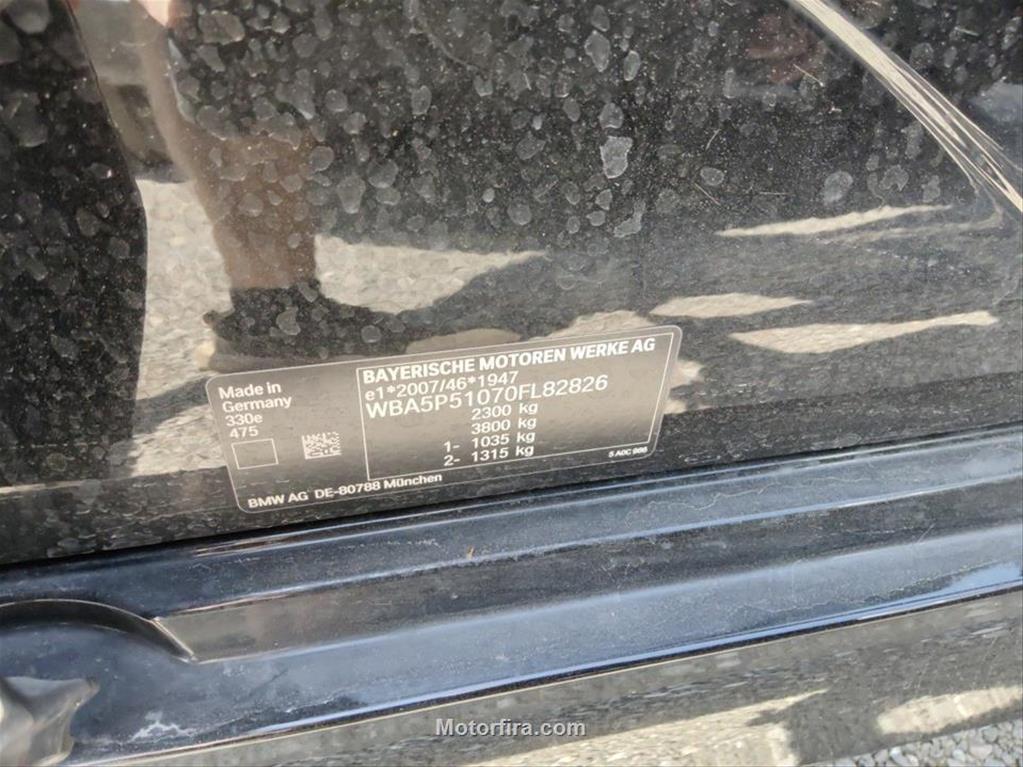 Made in
Germany
330e
475
BAYERISCHE MOTOREN WERKE AG
e1*2007/46*1947
WBA5P51070FL82826
2300 kg
3800 kg
1- 1035 kg
2- 1315 kg
5 A0C 986
BMW AG DE-80788 München
Motorfira.com